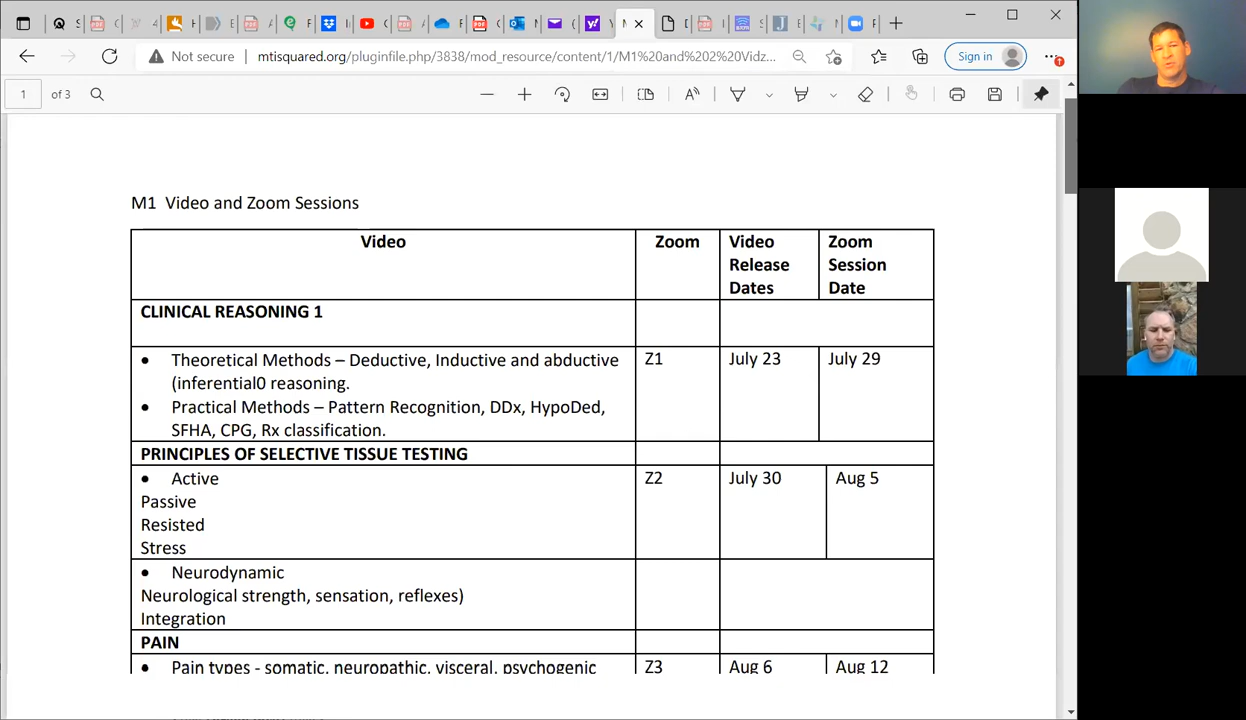 Not secure
mtisquared.org/pluginfile.php/3838/mod_resource/content/1/M1%20and%202%20Vidz...
Sign in
1 of 3
M1 Video and Zoom Sessions
Video Zoom Video Release Dates Zoom Session Date
CLINICAL REASONING 1
• Theoretical Methods – Deductive, Inductive and abductive Z1 July 23 July 29
(inferential0 reasoning.
• Practical Methods – Pattern Recognition, DDx, HypoDed,
SFHA, CPG, Rx classification.
PRINCIPLES OF SELECTIVE TISSUE TESTING
• Active Z2 July 30 Aug 5
Passive
Resisted
Stress
• Neurodynamic
Neurological strength, sensation, reflexes)
Integration
PAIN
• Pain types - somatic, neuropathic, visceral, psychogenic Z3 Aug 6 Aug 12